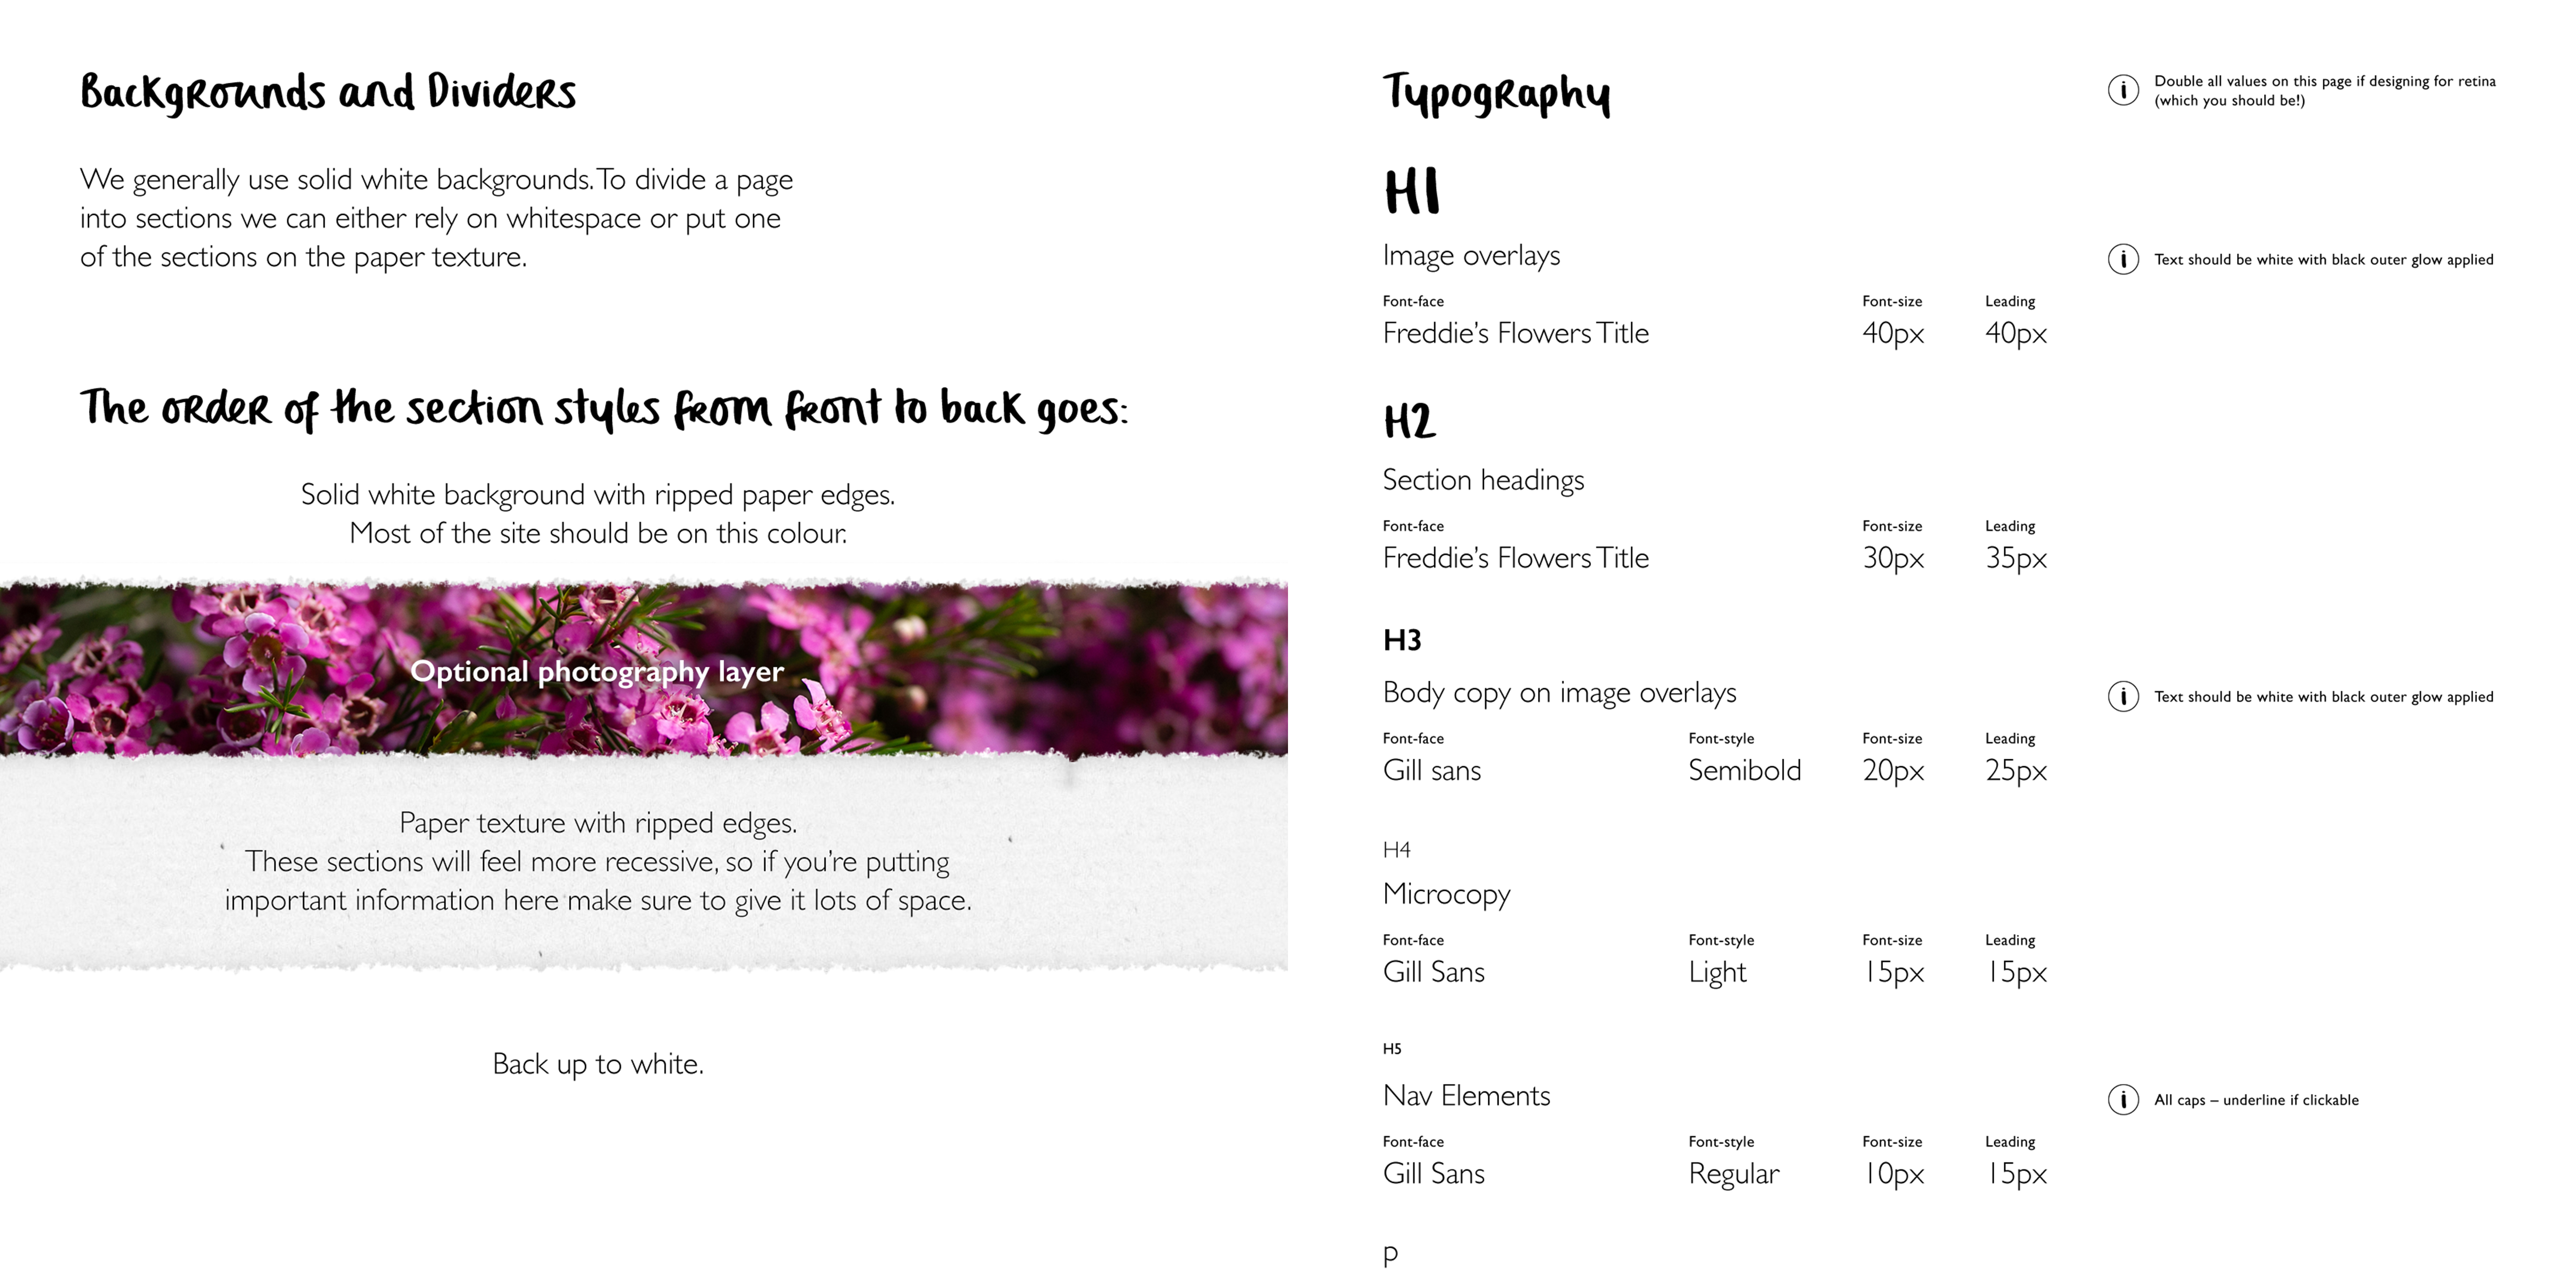 Backgrounds and Dividers
We generally use solid white backgrounds. To divide a page
into sections we can either rely on whitespace or put one
of the sections on the paper texture.
The order of the section styles from front to back goes:
Solid white background with ripped paper edges.
Most of the site should be on this colour.
Optional photography layer
Paper texture with ripped edges.
These sections will feel more recessive, so if you're putting
important information here make sure to give it lots of space.
Back up to white.
Typography
Double all values on this page if designing for retina
(which you should be!)
H1
Image overlays
Text should be white with black outer glow applied
Font-face Font-size Leading
Freddie's Flowers Title 40px 40px
H2
Section headings
Font-face Font-size Leading
Freddie's Flowers Title 30px 35px
H3
Body copy on image overlays
Text should be white with black outer glow applied
Font-face Font-style Font-size Leading
Gill sans Semibold 20px 25px
H4
Microcopy
Font-face Font-style Font-size Leading
Gill Sans Light 15px 15px
H5
Nav Elements
All caps – underline if clickable
Font-face Font-style Font-size Leading
Gill Sans Regular 10px 15px
p